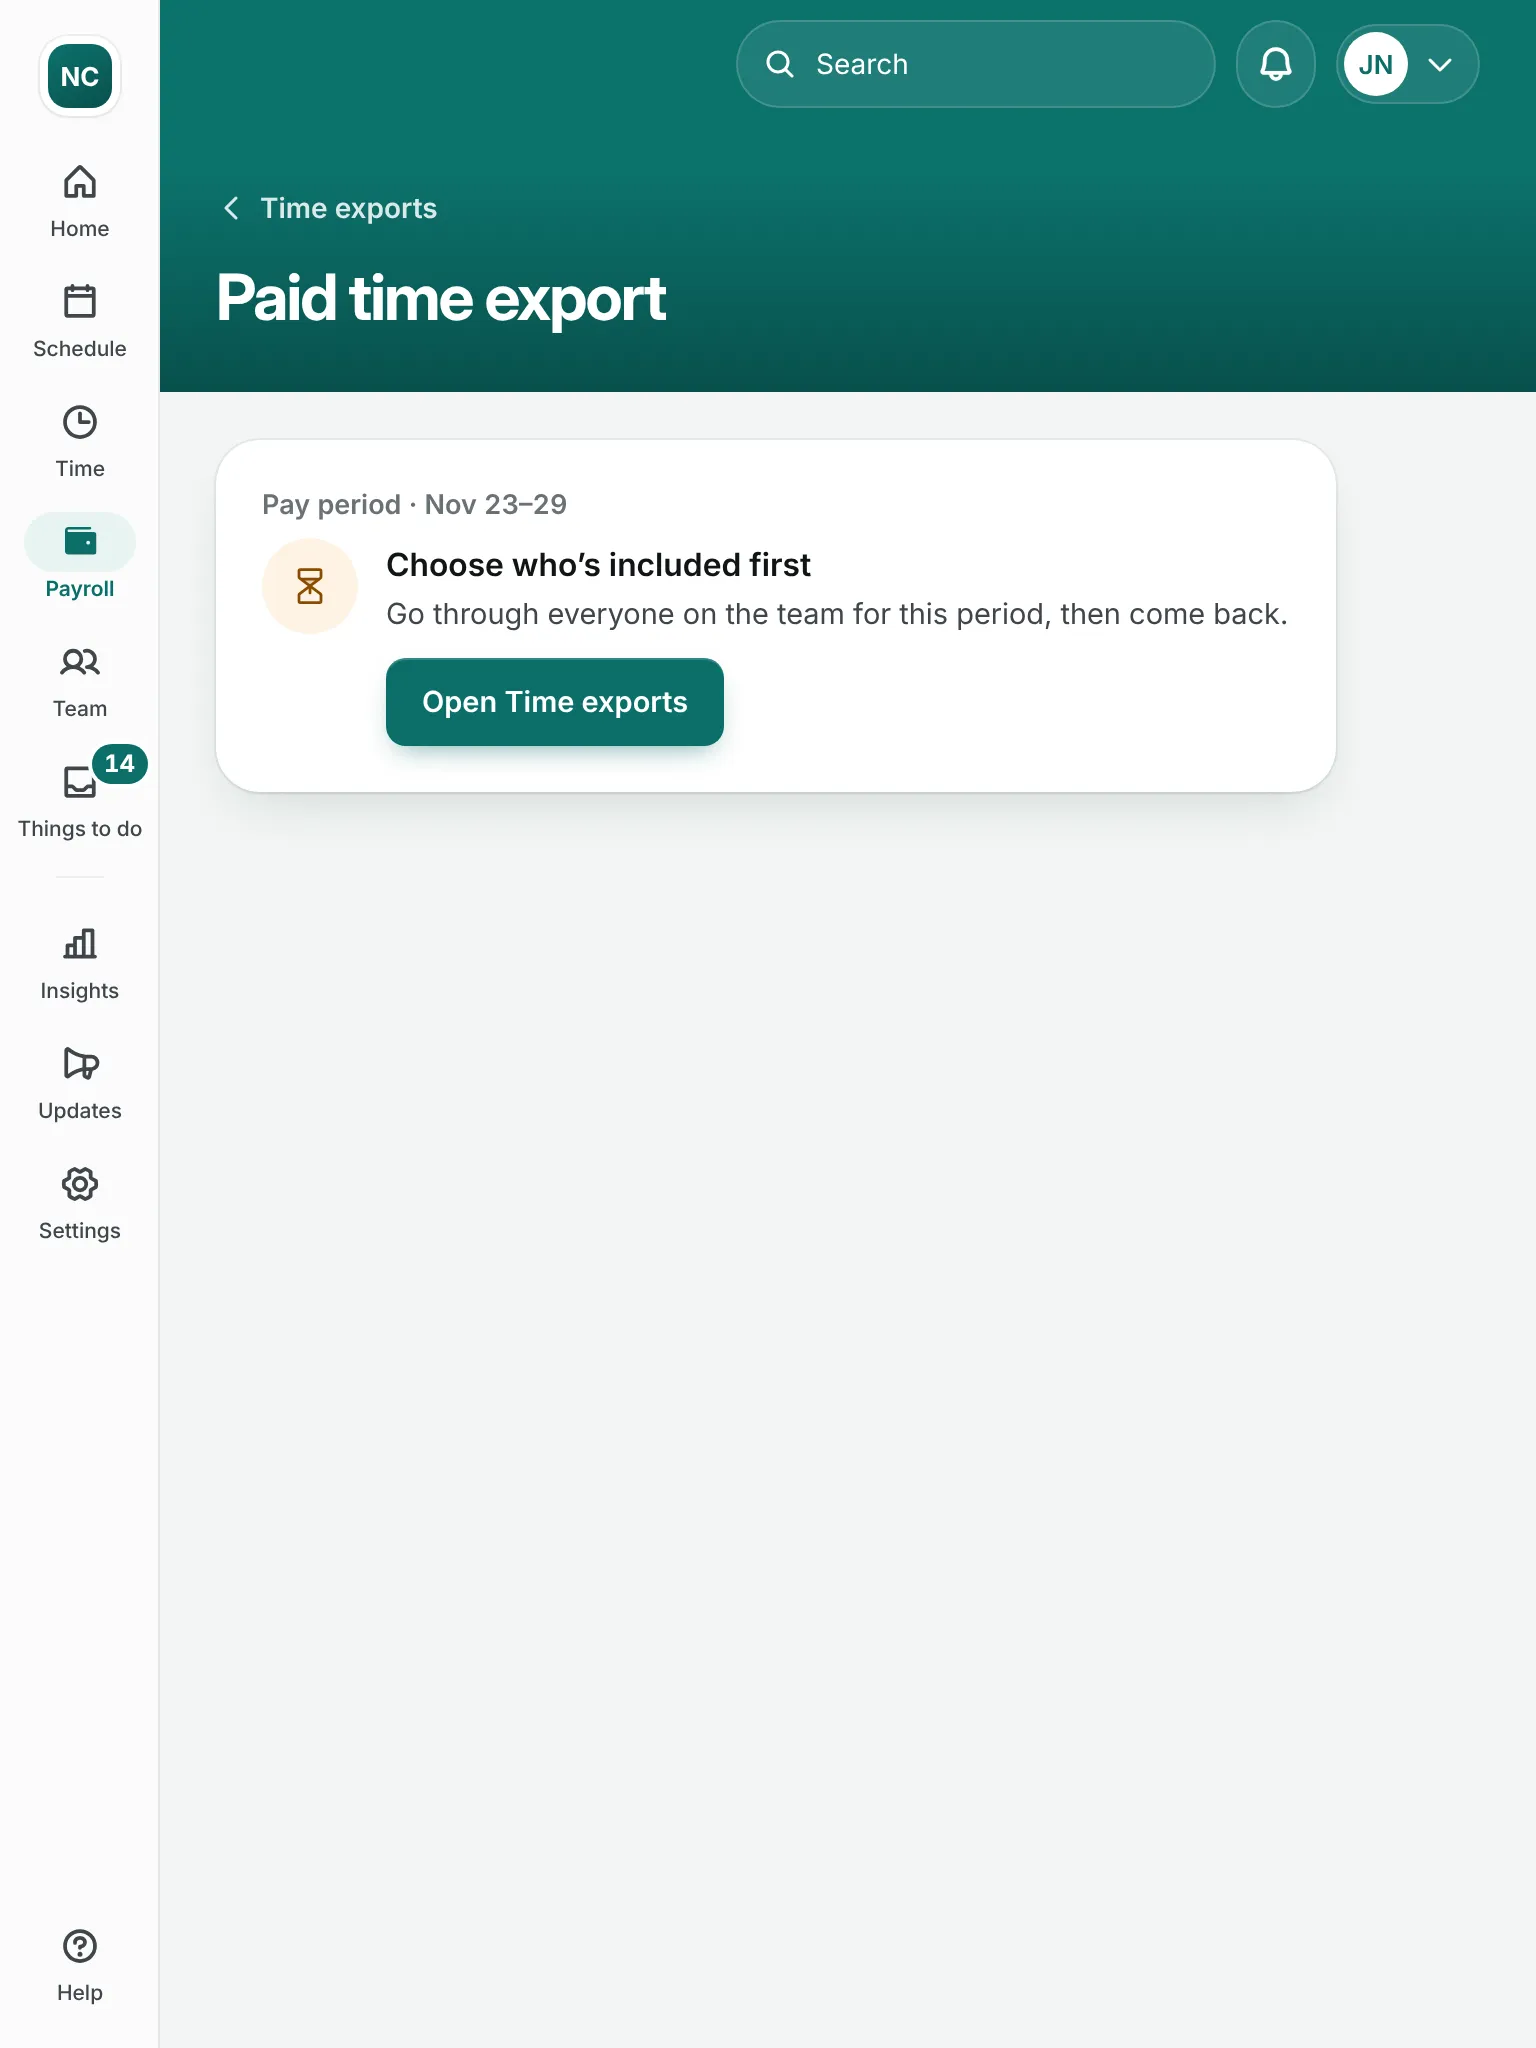 NC
Home
Schedule
Time
Payroll
Team
14
Things to do
Insights
Updates
Settings
Help
Search
JN
Time exports
Paid time export
Pay period · Nov 23–29
Choose who’s included first
Go through everyone on the team for this period, then come back.
Open Time exports